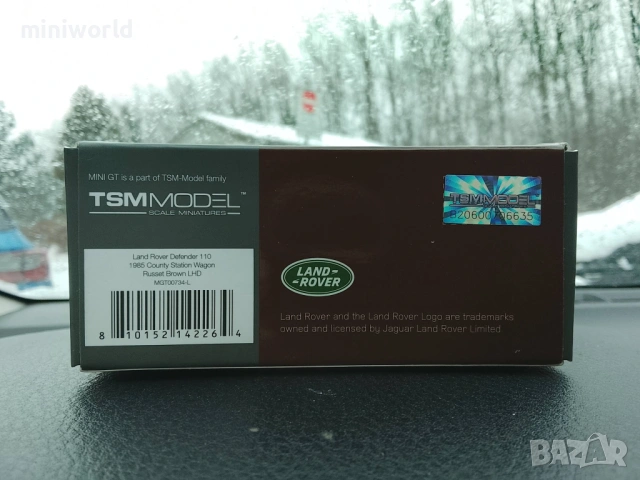 miniworld
MINI GT is a part of TSM-Model family
TSMMODEL™
SCALE MINIATURES
Land Rover Defender 110
1985 County Station Wagon
Russet Brown LHD
MGT00734-L
8 10152 14226 4
TSMMODEL
LAND-
-ROVER
Land Rover and the Land Rover Logo are trademarks
owned and licensed by Jaguar Land Rover Limited
BAZAR